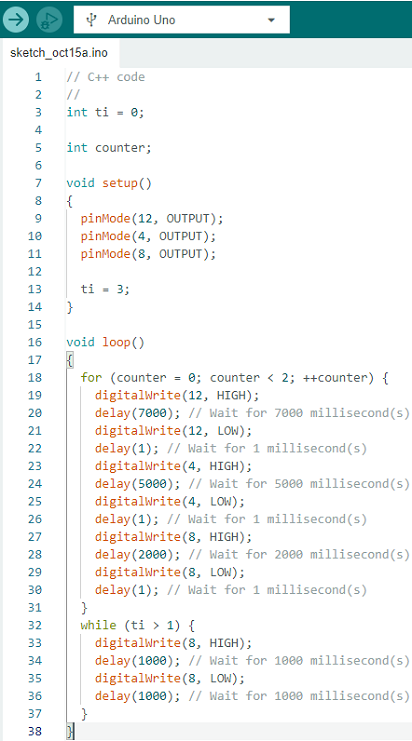 Arduino Uno
sketch_oct15a.ino
1 // C++ code
2 //
3 int ti = 0;
4
5 int counter;
6
7 void setup()
8 {
9   pinMode(12, OUTPUT);
10   pinMode(4, OUTPUT);
11   pinMode(8, OUTPUT);
12
13   ti = 3;
14 }
15
16 void loop()
17 {
18   for (counter = 0; counter < 2; ++counter) {
19     digitalWrite(12, HIGH);
20     delay(7000); // Wait for 7000 millisecond(s)
21     digitalWrite(12, LOW);
22     delay(1); // Wait for 1 millisecond(s)
23     digitalWrite(4, HIGH);
24     delay(5000); // Wait for 5000 millisecond(s)
25     digitalWrite(4, LOW);
26     delay(1); // Wait for 1 millisecond(s)
27     digitalWrite(8, HIGH);
28     delay(2000); // Wait for 2000 millisecond(s)
29     digitalWrite(8, LOW);
30     delay(1); // Wait for 1 millisecond(s)
31   }
32   while (ti > 1) {
33     digitalWrite(8, HIGH);
34     delay(1000); // Wait for 1000 millisecond(s)
35     digitalWrite(8, LOW);
36     delay(1000); // Wait for 1000 millisecond(s)
37   }
38 }